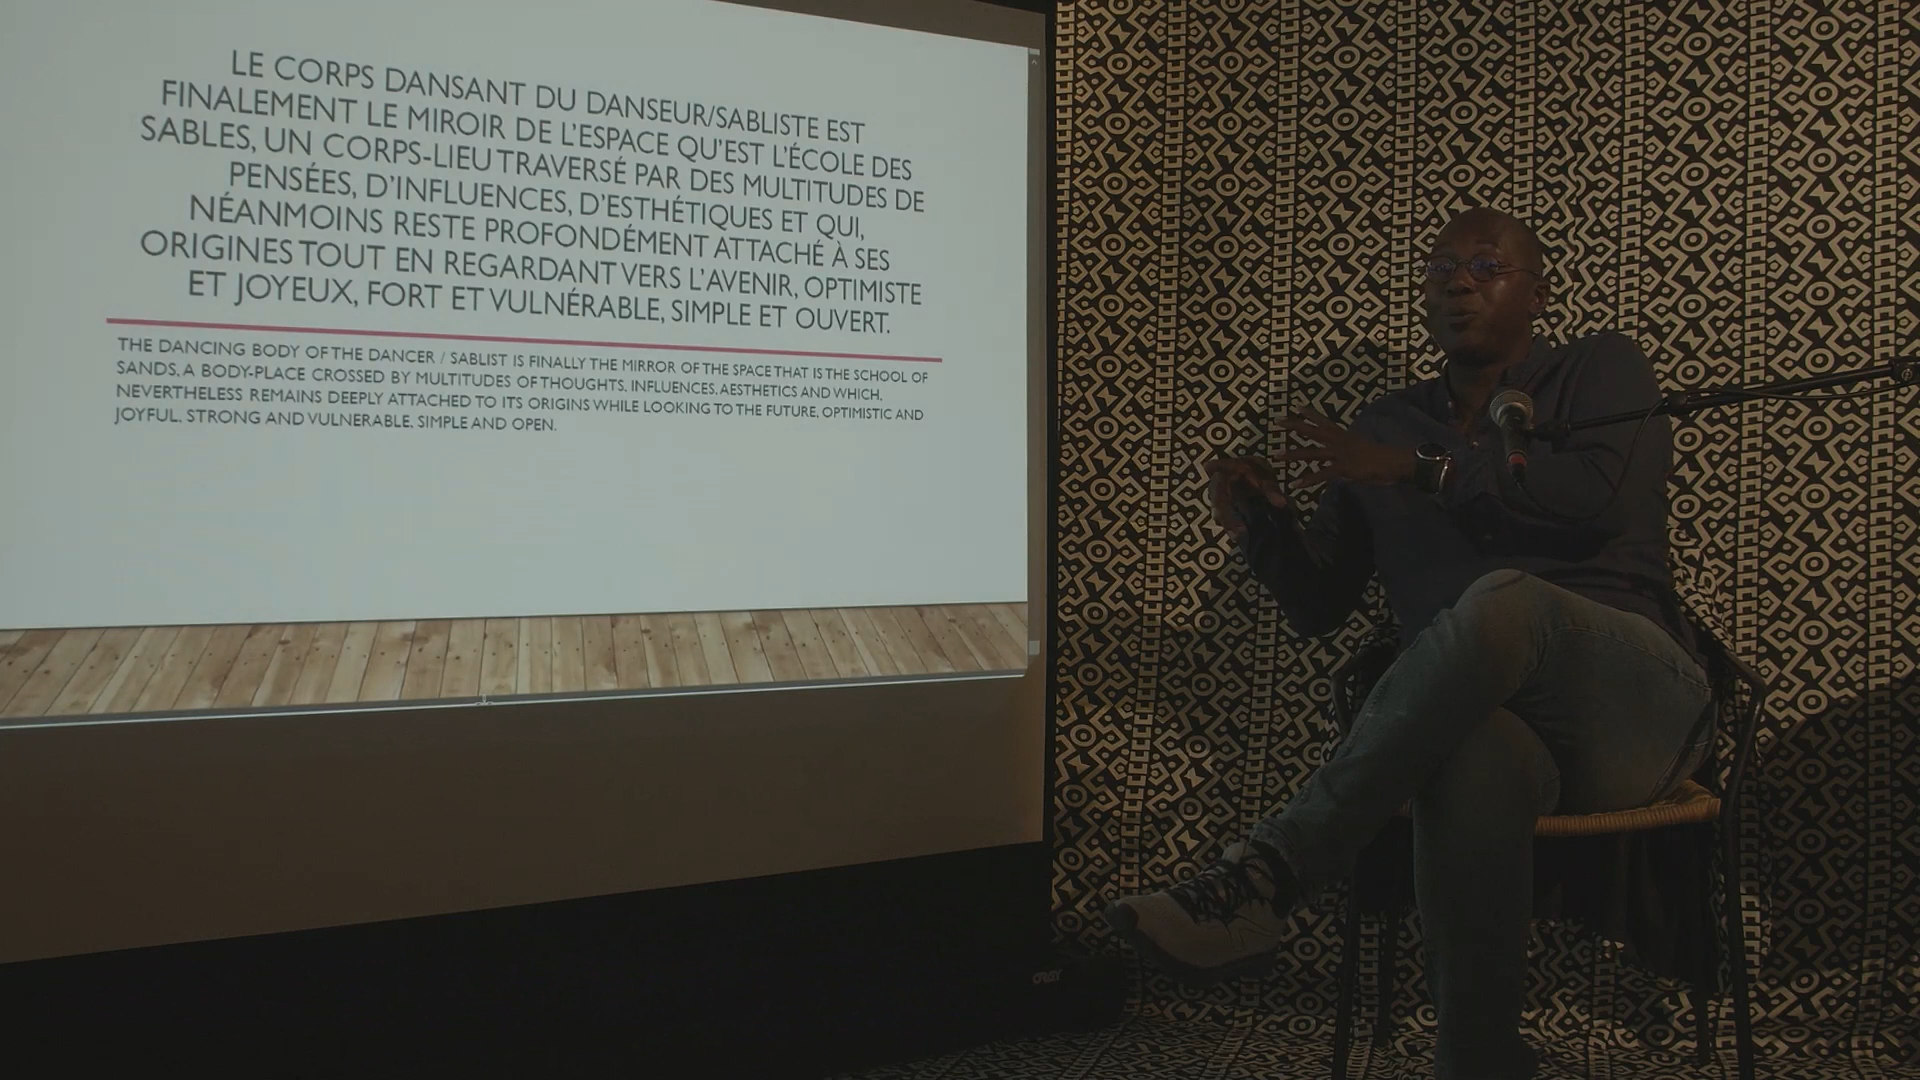 LE CORPS DANSANT DU DANSEUR/SABLISTE EST
FINALEMENT LE MIROIR DE L'ESPACE QU'EST L'ÉCOLE DES
SABLES, UN CORPS-LIEU TRAVERSÉ PAR DES MULTITUDES DE
PENSÉES, D'INFLUENCES, D'ESTHÉTIQUES ET QUI,
NÉANMOINS RESTE PROFONDÉMENT ATTACHÉ À SES
ORIGINES TOUT EN REGARDANT VERS L'AVENIR, OPTIMISTE
ET JOYEUX, FORT ET VULNÉRABLE, SIMPLE ET OUVERT.
THE DANCING BODY OF THE DANCER / SABLIST IS FINALLY THE MIRROR OF THE SPACE THAT IS THE SCHOOL OF
SANDS, A BODY-PLACE CROSSED BY MULTITUDES OF THOUGHTS, INFLUENCES, AESTHETICS AND WHICH,
NEVERTHELESS REMAINS DEEPLY ATTACHED TO ITS ORIGINS WHILE LOOKING TO THE FUTURE, OPTIMISTIC AND
JOYFUL, STRONG AND VULNERABLE, SIMPLE AND OPEN.